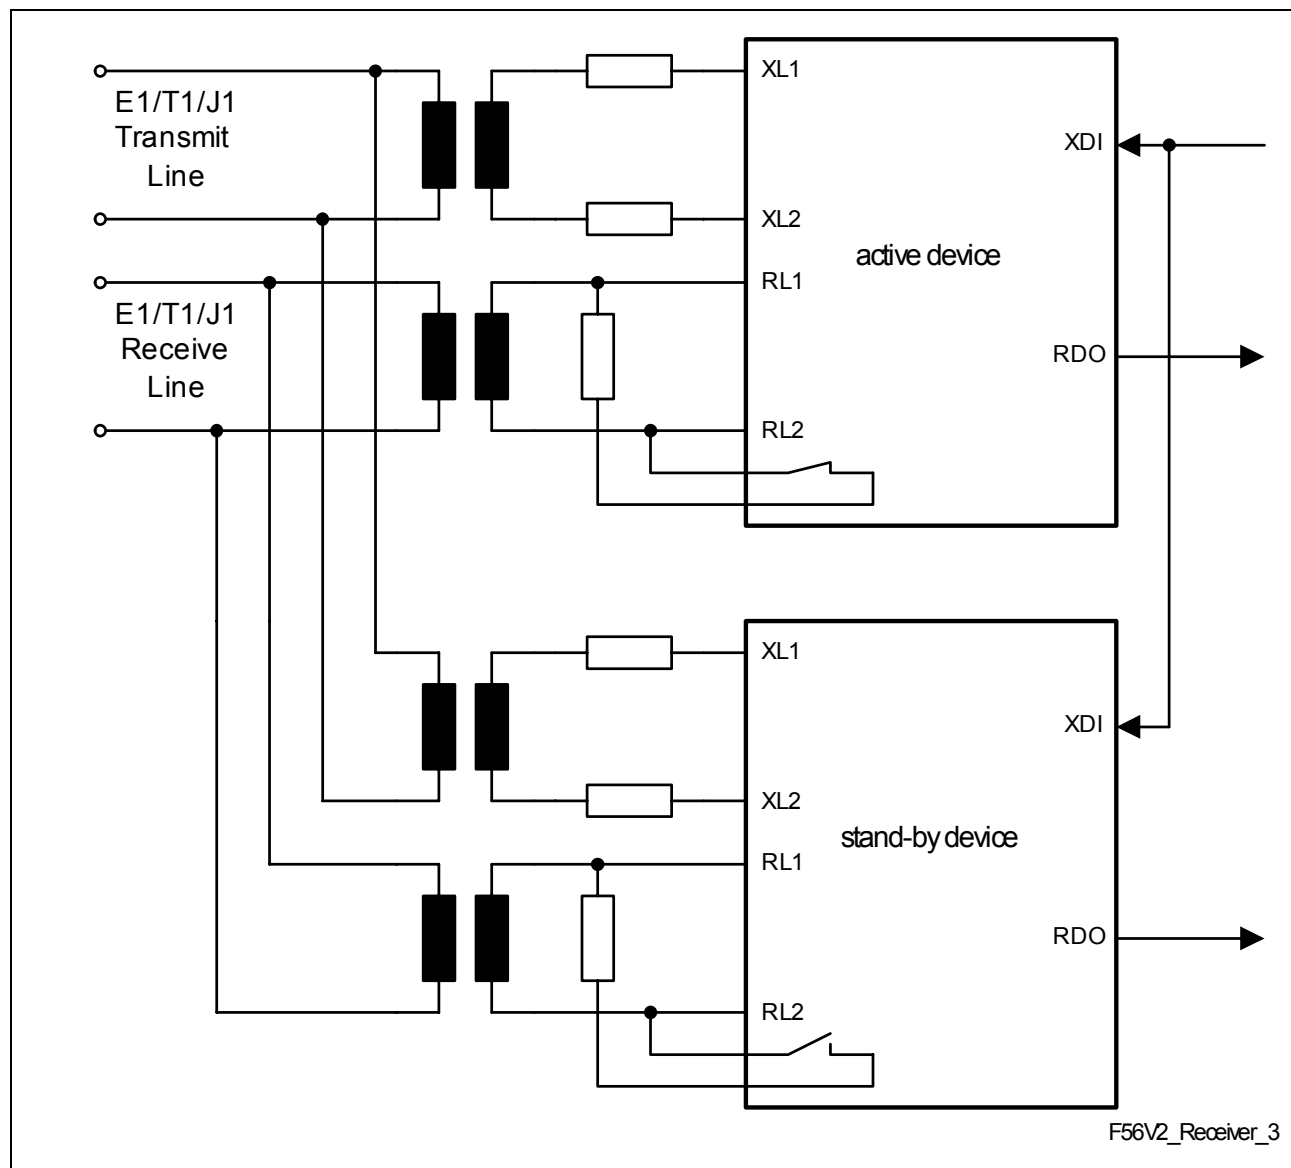 E1/T1/J1
Transmit
Line
E1/T1/J1
Receive
Line
XL1
XDI
XL2
active device
RL1
RDO
RL2
XL1
XDI
XL2
stand-by device
RL1
RDO
RL2
F56V2_Receiver_3